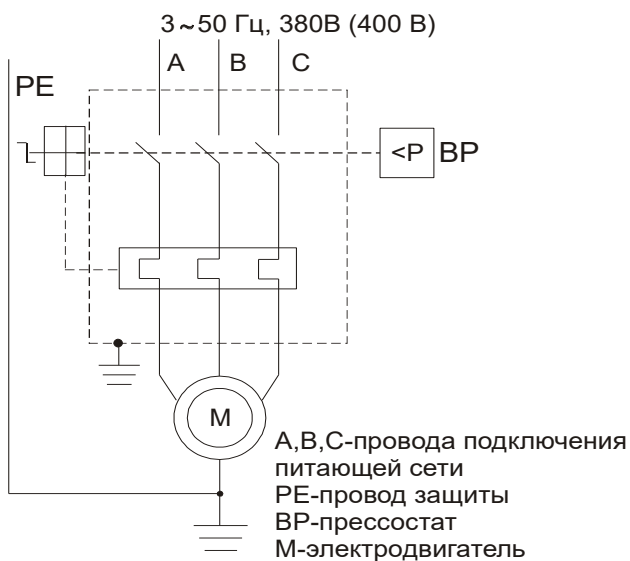 3~50 Гц, 380В (400 В)
A B C
PE
<P BP
M
A,B,C-провода подключения
питающей сети
PE-провод защиты
BP-прессостат
M-электродвигатель